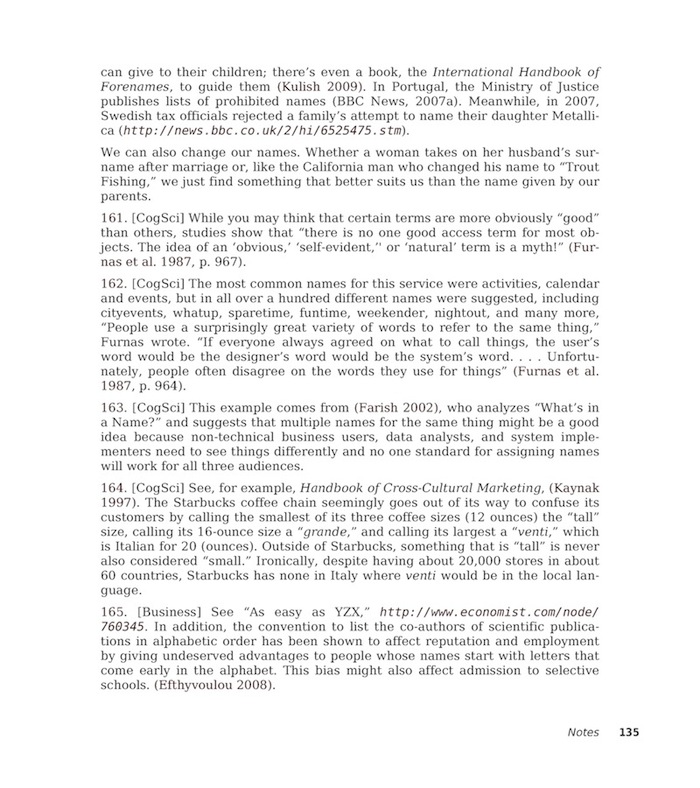 can give to their children; there’s even a book, the International Handbook of
Forenames, to guide them (Kulish 2009). In Portugal, the Ministry of Justice
publishes lists of prohibited names (BBC News, 2007a). Meanwhile, in 2007,
Swedish tax officials rejected a family’s attempt to name their daughter Metalli-
ca (http://news.bbc.co.uk/2/hi/6525475.stm).
We can also change our names. Whether a woman takes on her husband’s sur-
name after marriage or, like the California man who changed his name to “Trout
Fishing,” we just find something that better suits us than the name given by our
parents.
161. [CogSci] While you may think that certain terms are more obviously “good”
than others, studies show that “there is no one good access term for most ob-
jects. The idea of an ‘obvious,’ ‘self-evident,’' or ‘natural’ term is a myth!” (Fur-
nas et al. 1987, p. 967).
162. [CogSci] The most common names for this service were activities, calendar
and events, but in all over a hundred different names were suggested, including
cityevents, whatup, sparetime, funtime, weekender, nightout, and many more,
“People use a surprisingly great variety of words to refer to the same thing,”
Furnas wrote. “If everyone always agreed on what to call things, the user’s
word would be the designer’s word would be the system’s word. . . . Unfortu-
nately, people often disagree on the words they use for things” (Furnas et al.
1987, p. 964).
163. [CogSci] This example comes from (Farish 2002), who analyzes “What’s in
a Name?” and suggests that multiple names for the same thing might be a good
idea because non-technical business users, data analysts, and system imple-
menters need to see things differently and no one standard for assigning names
will work for all three audiences.
164. [CogSci] See, for example, Handbook of Cross-Cultural Marketing, (Kaynak
1997). The Starbucks coffee chain seemingly goes out of its way to confuse its
customers by calling the smallest of its three coffee sizes (12 ounces) the “tall”
size, calling its 16-ounce size a “grande,” and calling its largest a “venti,” which
is Italian for 20 (ounces). Outside of Starbucks, something that is “tall” is never
also considered “small.” Ironically, despite having about 20,000 stores in about
60 countries, Starbucks has none in Italy where venti would be in the local lan-
guage.
165. [Business] See “As easy as YZX,” http://www.economist.com/node/
760345. In addition, the convention to list the co-authors of scientific publica-
tions in alphabetic order has been shown to affect reputation and employment
by giving undeserved advantages to people whose names start with letters that
come early in the alphabet. This bias might also affect admission to selective
schools. (Efthyvoulou 2008).
Notes 135